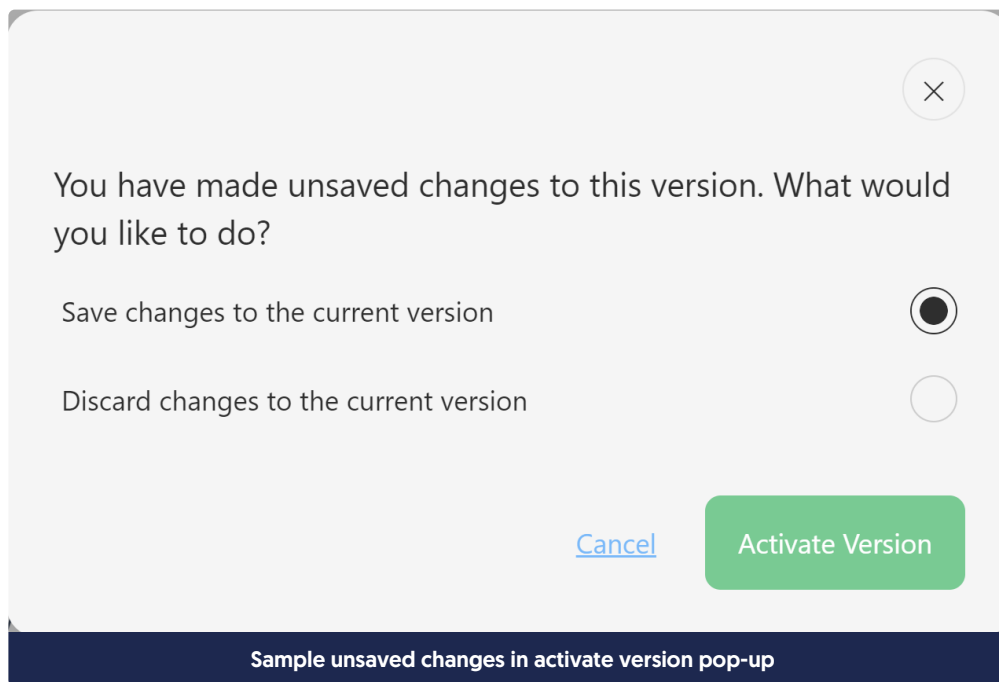 You have made unsaved changes to this version. What would
you like to do?
Save changes to the current version
Discard changes to the current version
Cancel
Activate Version
Sample unsaved changes in activate version pop-up